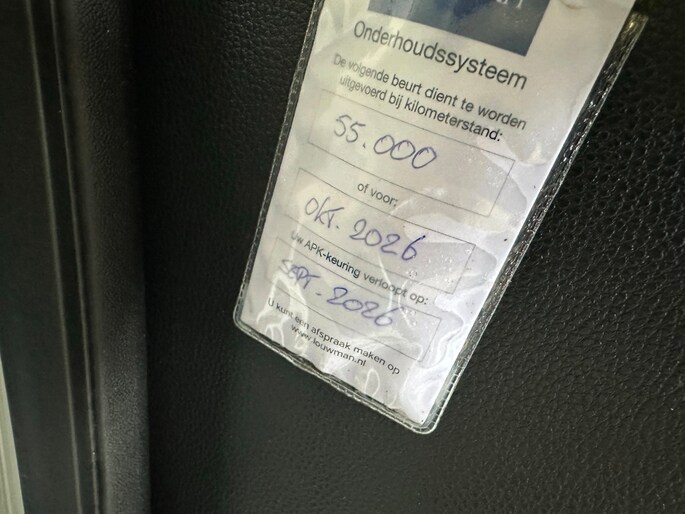 Onderhoudssysteem
De volgende beurt dient te worden
uitgevoerd bij kilometerstand:
55.000
of voor:
OKT. 2026
Uw APK-keuring verloopt op:
SEPT. 2026
U kunt een afspraak maken op
www.louwman.nl